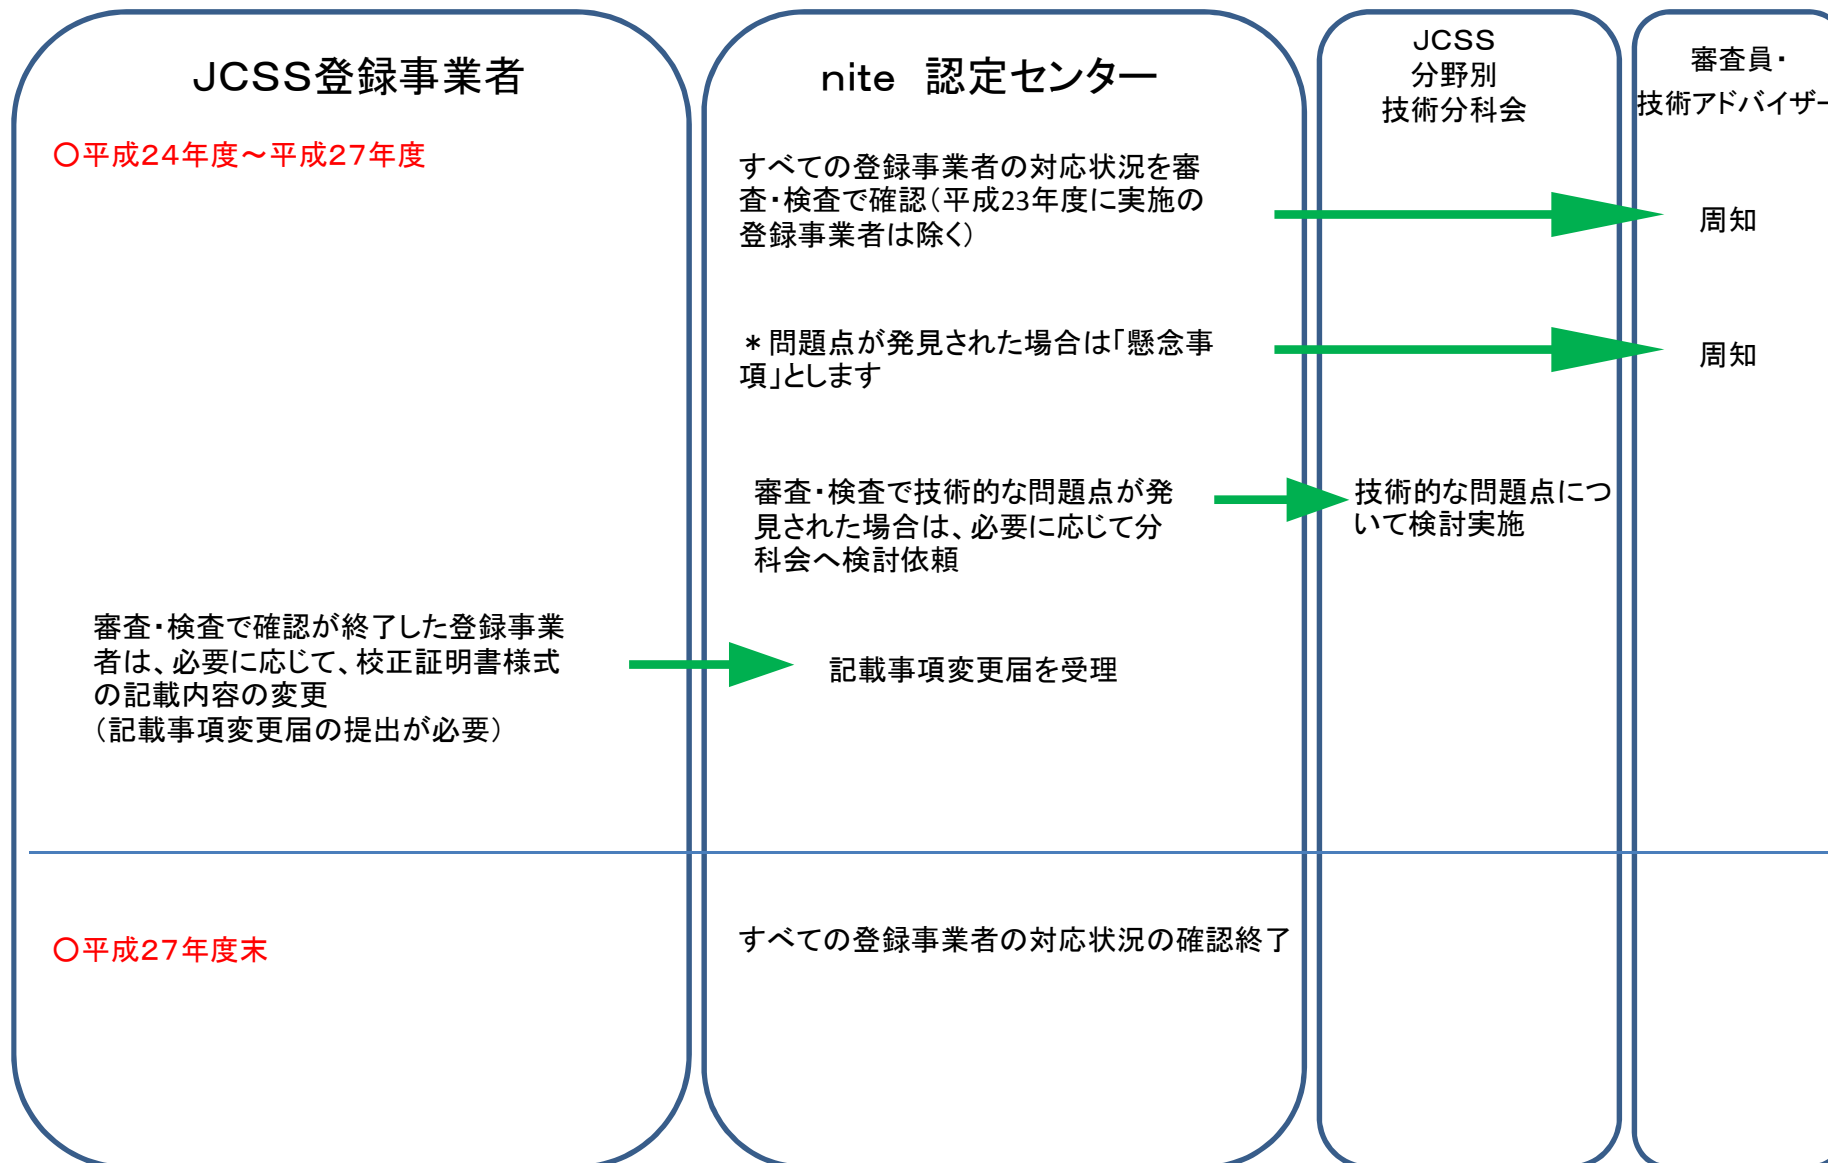 JCSS登録事業者
nite 認定センター
JCSS
分野別
技術分科会
審査員・
技術アドバイザー
○平成24年度～平成27年度
すべての登録事業者の対応状況を審
査・検査で確認(平成23年度に実施の
登録事業者は除く)
周知
*問題点が発見された場合は「懸念事
項」とします
周知
審査・検査で技術的な問題点が発
見された場合は、必要に応じて分
科会へ検討依頼
技術的な問題点につ
いて検討実施
審査・検査で確認が終了した登録事業
者は、必要に応じて、校正証明書様式
の記載内容の変更
(記載事項変更届の提出が必要)
記載事項変更届を受理
○平成27年度末
すべての登録事業者の対応状況の確認終了